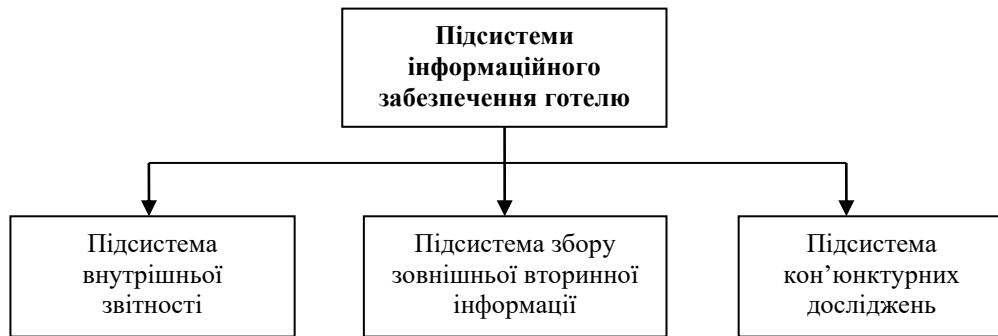 Підсистеми
інформаційного
забезпечення готелю
Підсистема
внутрішньої
звітності
Підсистема збору
зовнішньої вторинної
інформації
Підсистема
кон’юнктурних
досліджень